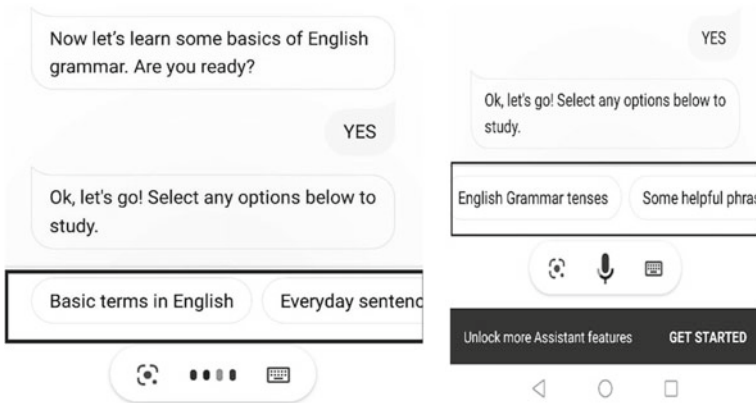 Now let's learn some basics of English
grammar. Are you ready?
YES
Ok, let's go! Select any options below to
study.
Basic terms in English
Everyday sentenc
YES
Ok, let's go! Select any options below to
study.
English Grammar tenses
Some helpful phras
Unlock more Assistant features
GET STARTED